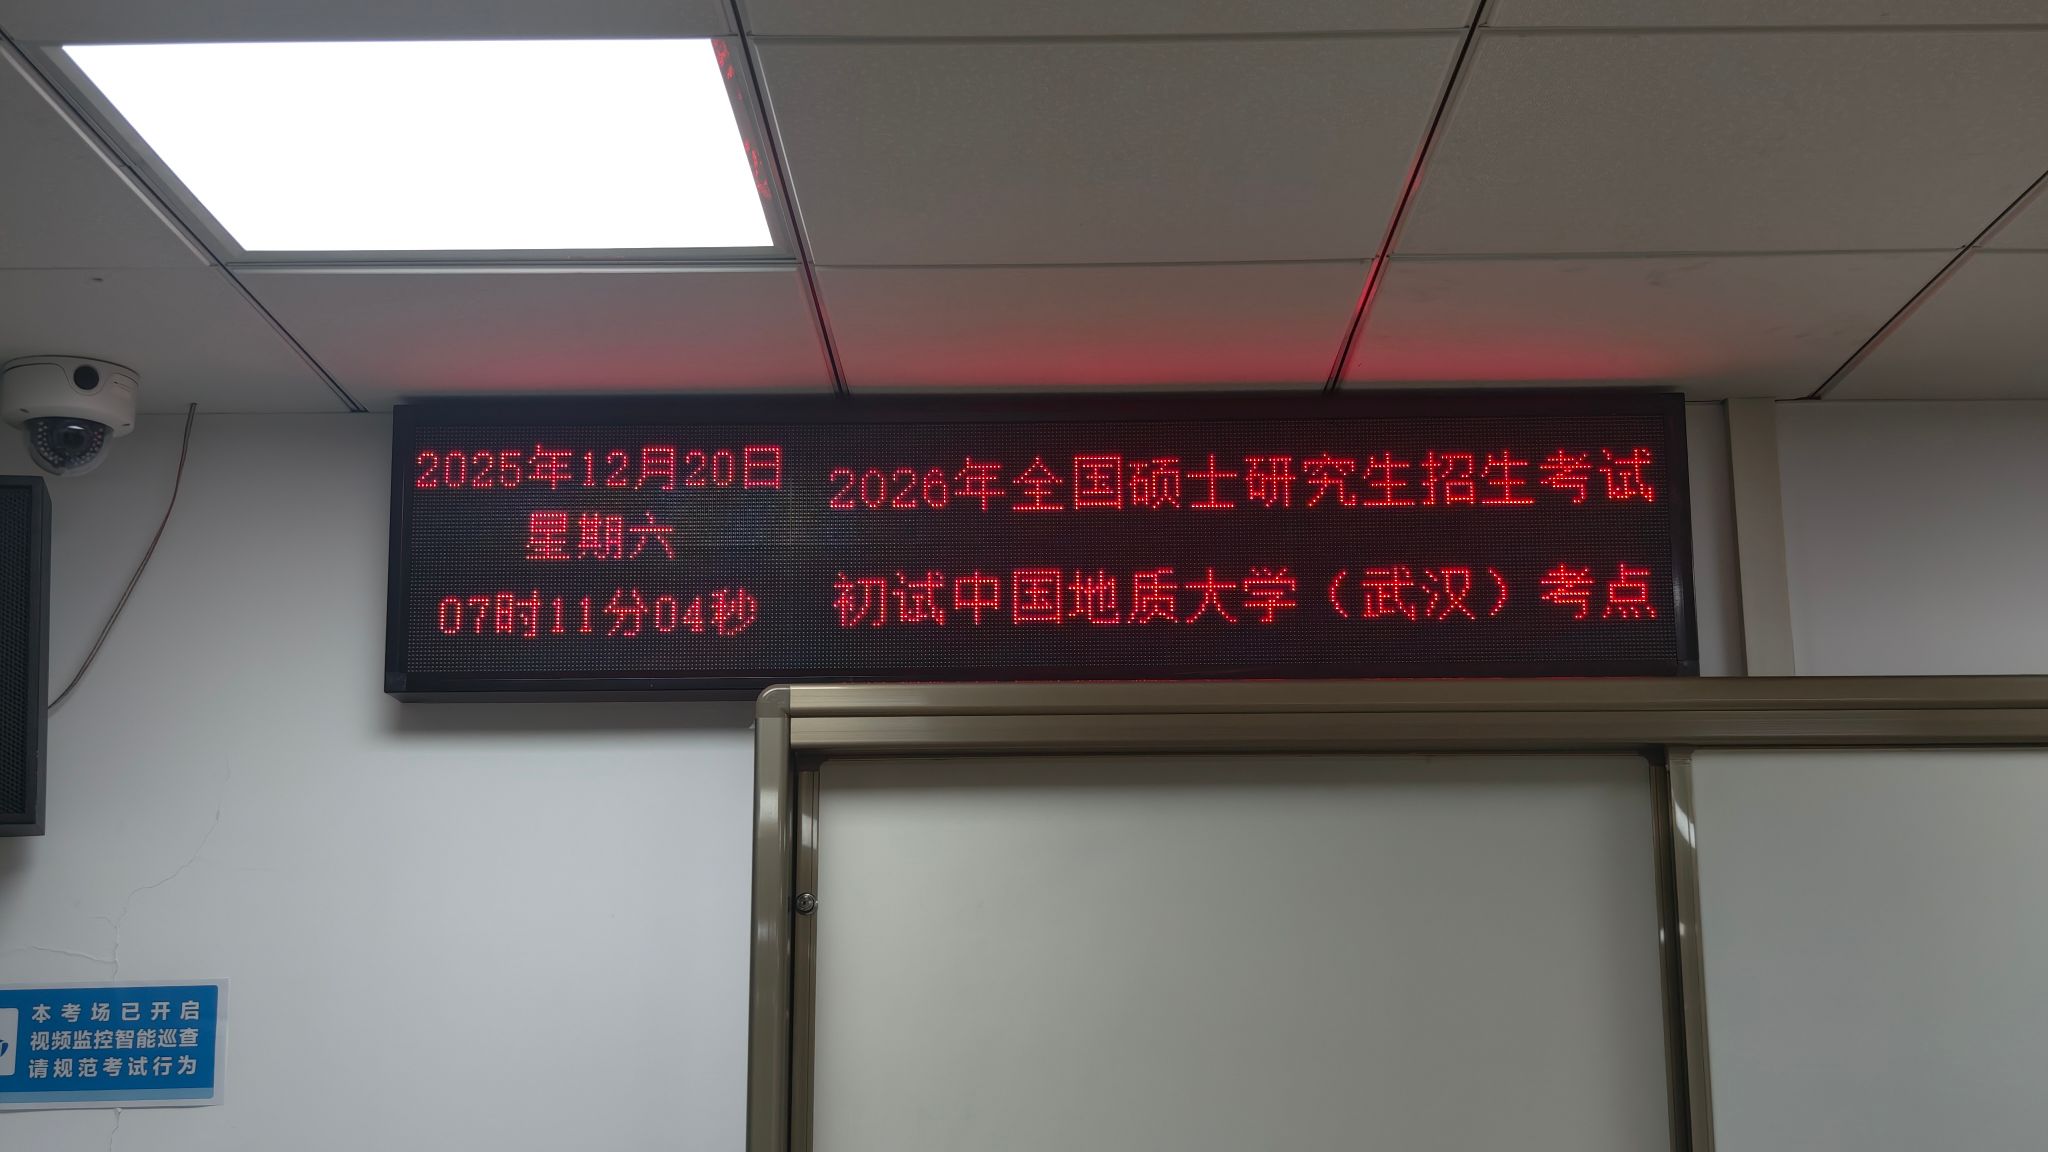 2025年12月20日
星期六
07时11分04秒
2026年全国硕士研究生招生考试
初试中国地质大学（武汉）考点
本考场已开启
视频监控智能巡查
请规范考试行为